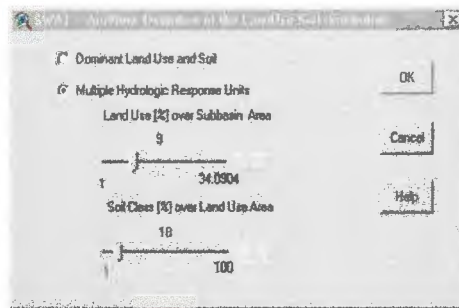 Dominant Land Use and Soil
OK
Multiple Hydrologic Response Units
Land Use [%] over Subbasin Area
9
Cancel
1
34.0904
Help
Soil Class [%] over Land Use Area
18
1
100